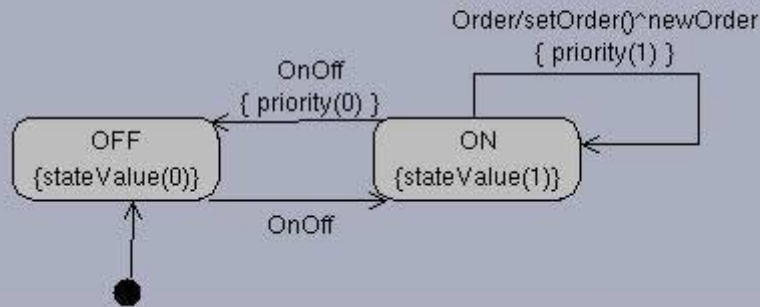 Order/setOrder()^newOrder
{ priority(1) }
OnOff
{ priority(0) }
OFF
{stateValue(0)}
ON
{stateValue(1)}
OnOff